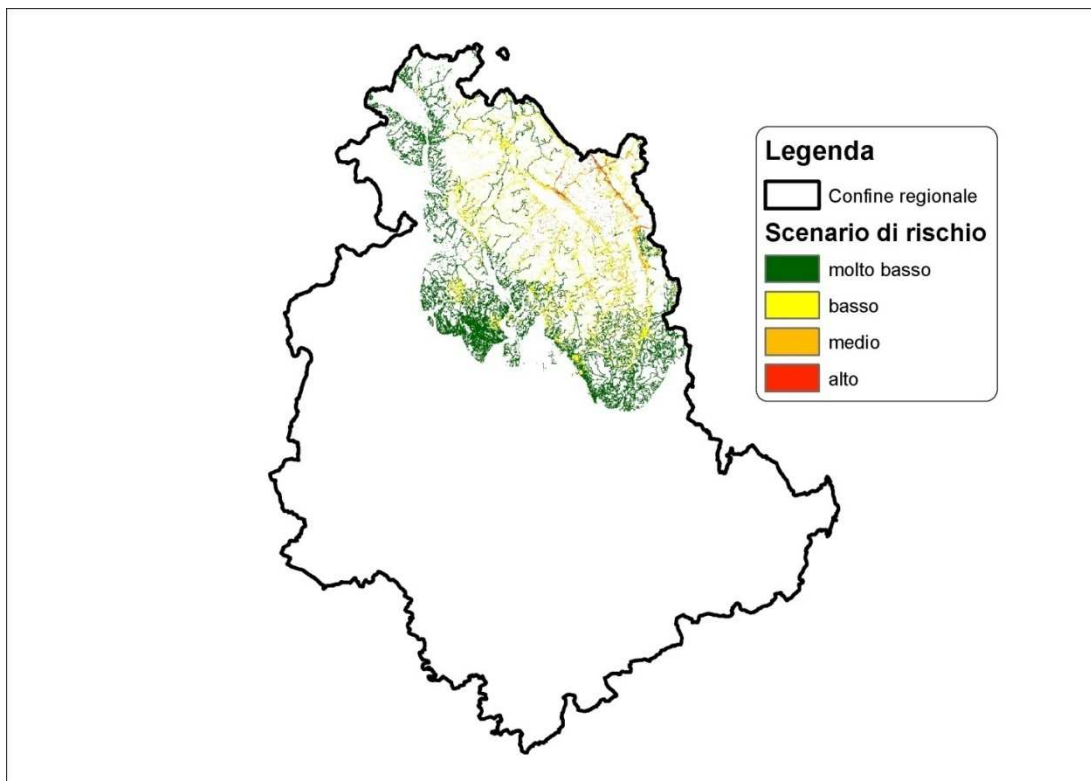 Legenda
Confine regionale
Scenario di rischio
molto basso
basso
medio
alto